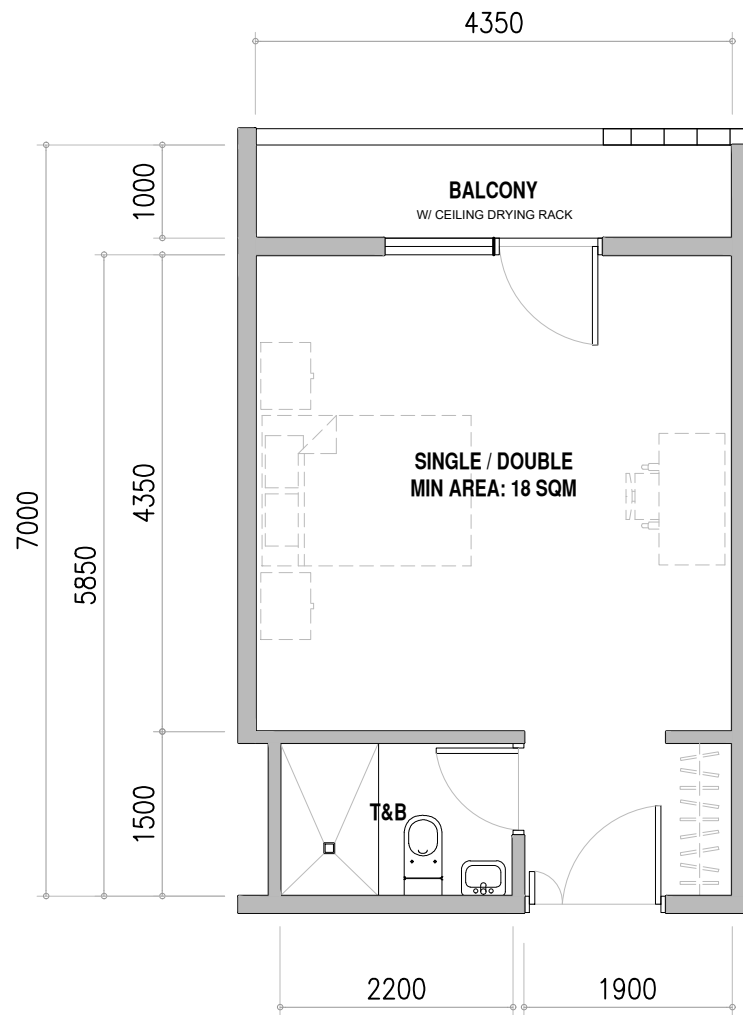 4350
1000
BALCONY
W/ CEILING DRYING RACK
7000
5850
4350
SINGLE / DOUBLE
MIN AREA: 18 SQM
1500
T&B
2200
1900